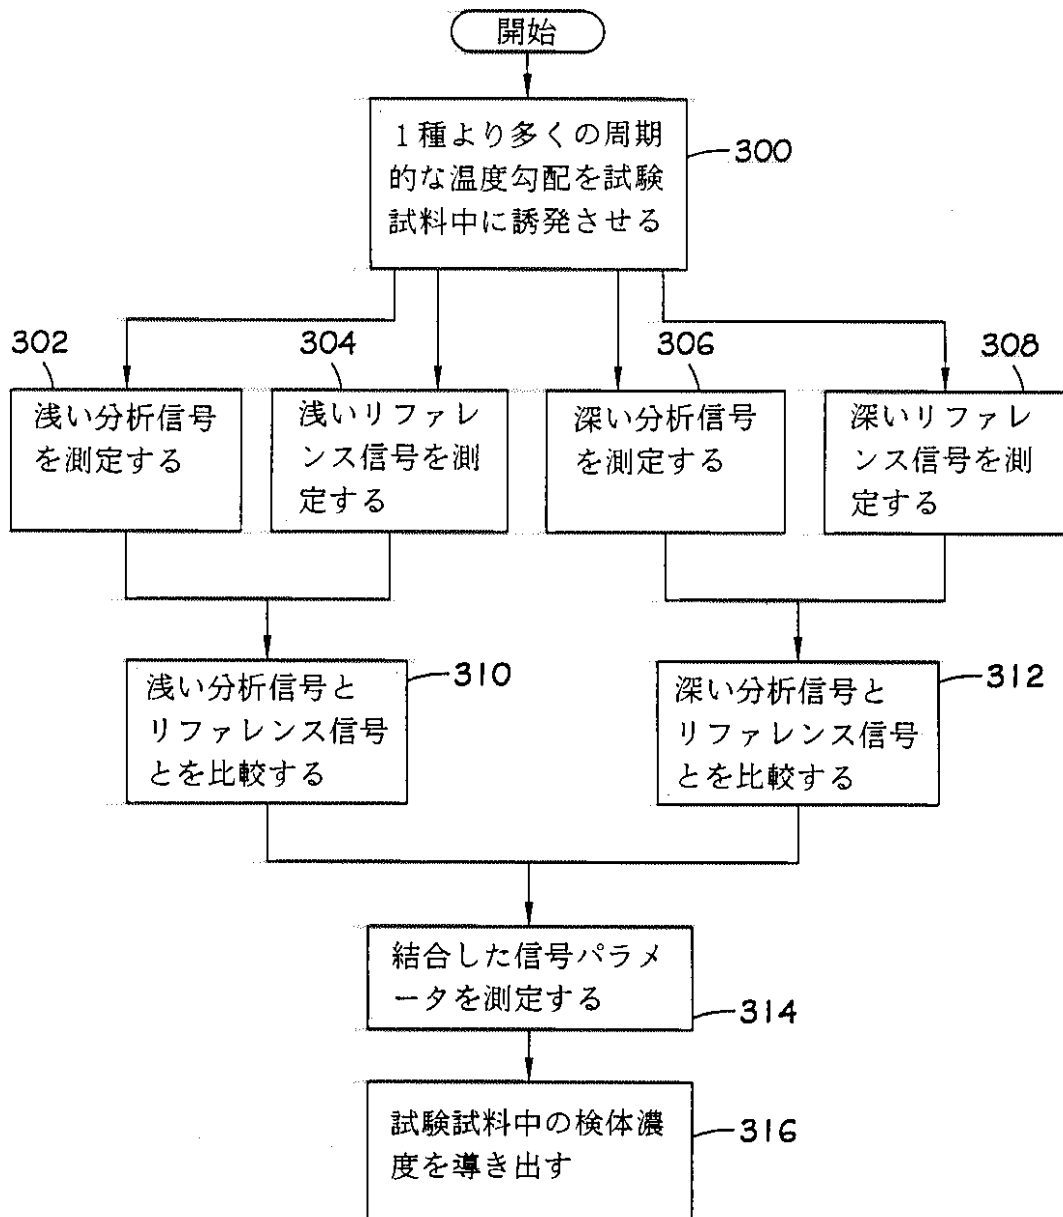 開始
１種より多くの周期
的な温度勾配を試験
試料中に誘発させる
300
302
304
306
308
浅い分析信号
を測定する
浅いリファレ
ンス信号を測
定する
深い分析信号
を測定する
深いリファレ
ンス信号を測
定する
浅い分析信号と
リファレンス信号
とを比較する
310
深い分析信号と
リファレンス信号
とを比較する
312
結合した信号パラメ
ータを測定する
314
試験試料中の検体濃
度を導き出す
316